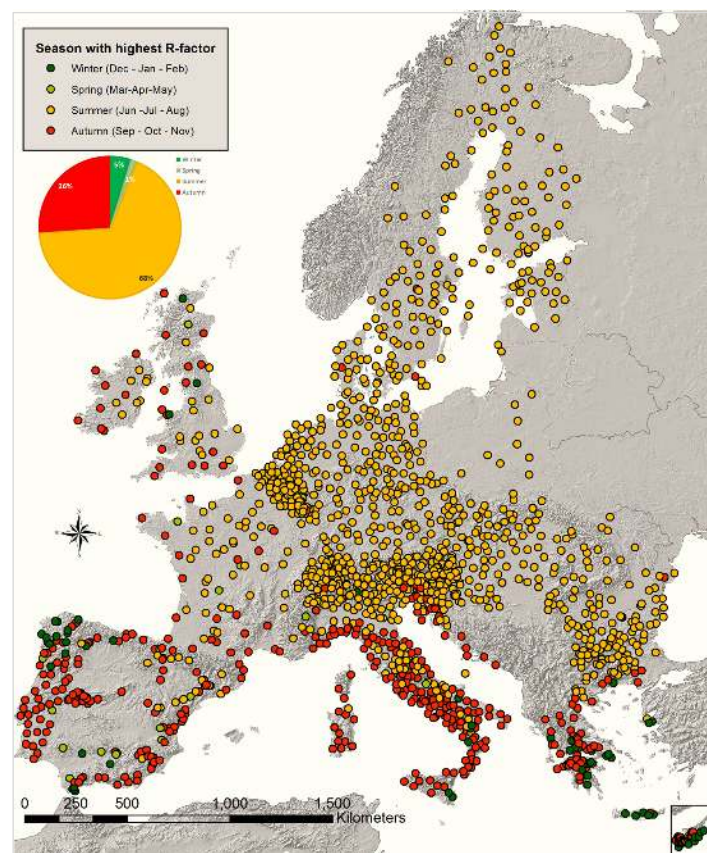 Season with highest R-factor
Winter (Dec - Jan - Feb)
Spring (Mar-Apr-May)
Summer (Jun - Jul - Aug)
Autumn (Sep - Oct - Nov)
Winter
Spring
Summer
Autumn
26%
0 250 500 1,000 1,500
Kilometers